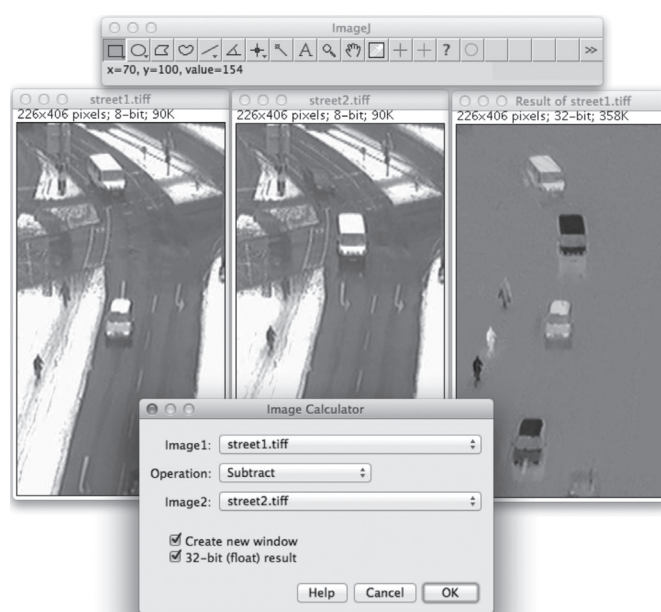 ImageJ
A ? >>
x=70, y=100, value=154
street1.tiff
226x406 pixels; 8-bit; 90K
street2.tiff
226x406 pixels; 8-bit; 90K
Result of street1.tiff
226x406 pixels; 32-bit; 358K
Image Calculator
Image1: street1.tiff
Operation: Subtract
Image2: street2.tiff
Create new window
32-bit (float) result
Help Cancel OK